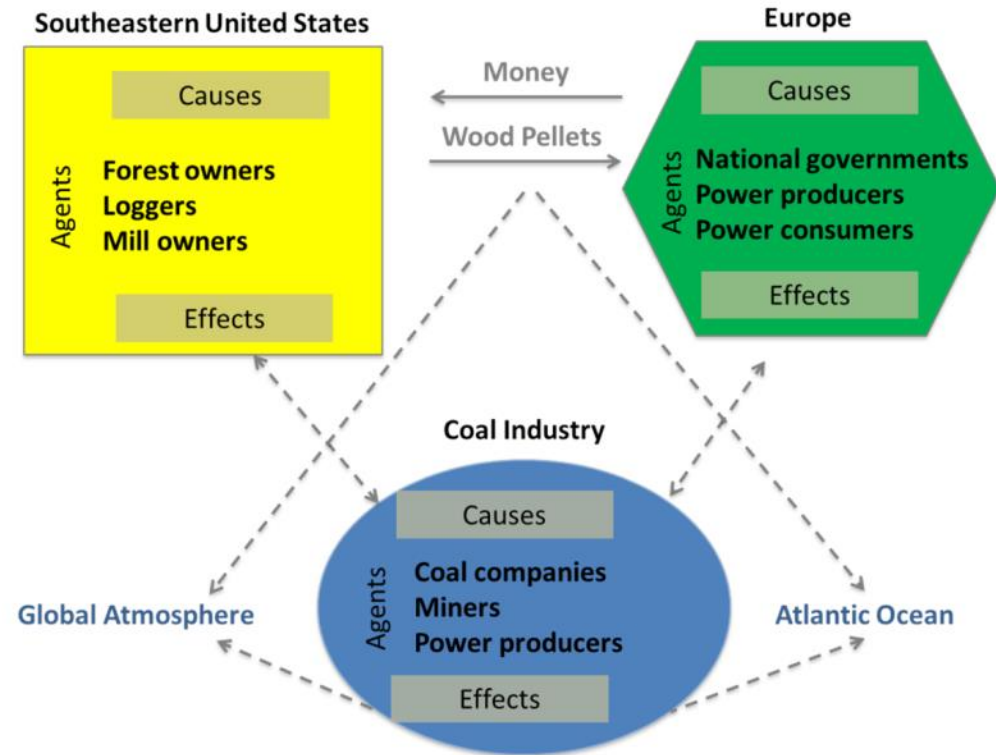 Southeastern United States
Causes
Agents
Forest owners
Loggers
Mill owners
Effects
Money
Wood Pellets
Europe
Causes
Agents
National governments
Power producers
Power consumers
Effects
Coal Industry
Causes
Agents
Coal companies
Miners
Power producers
Effects
Global Atmosphere
Atlantic Ocean